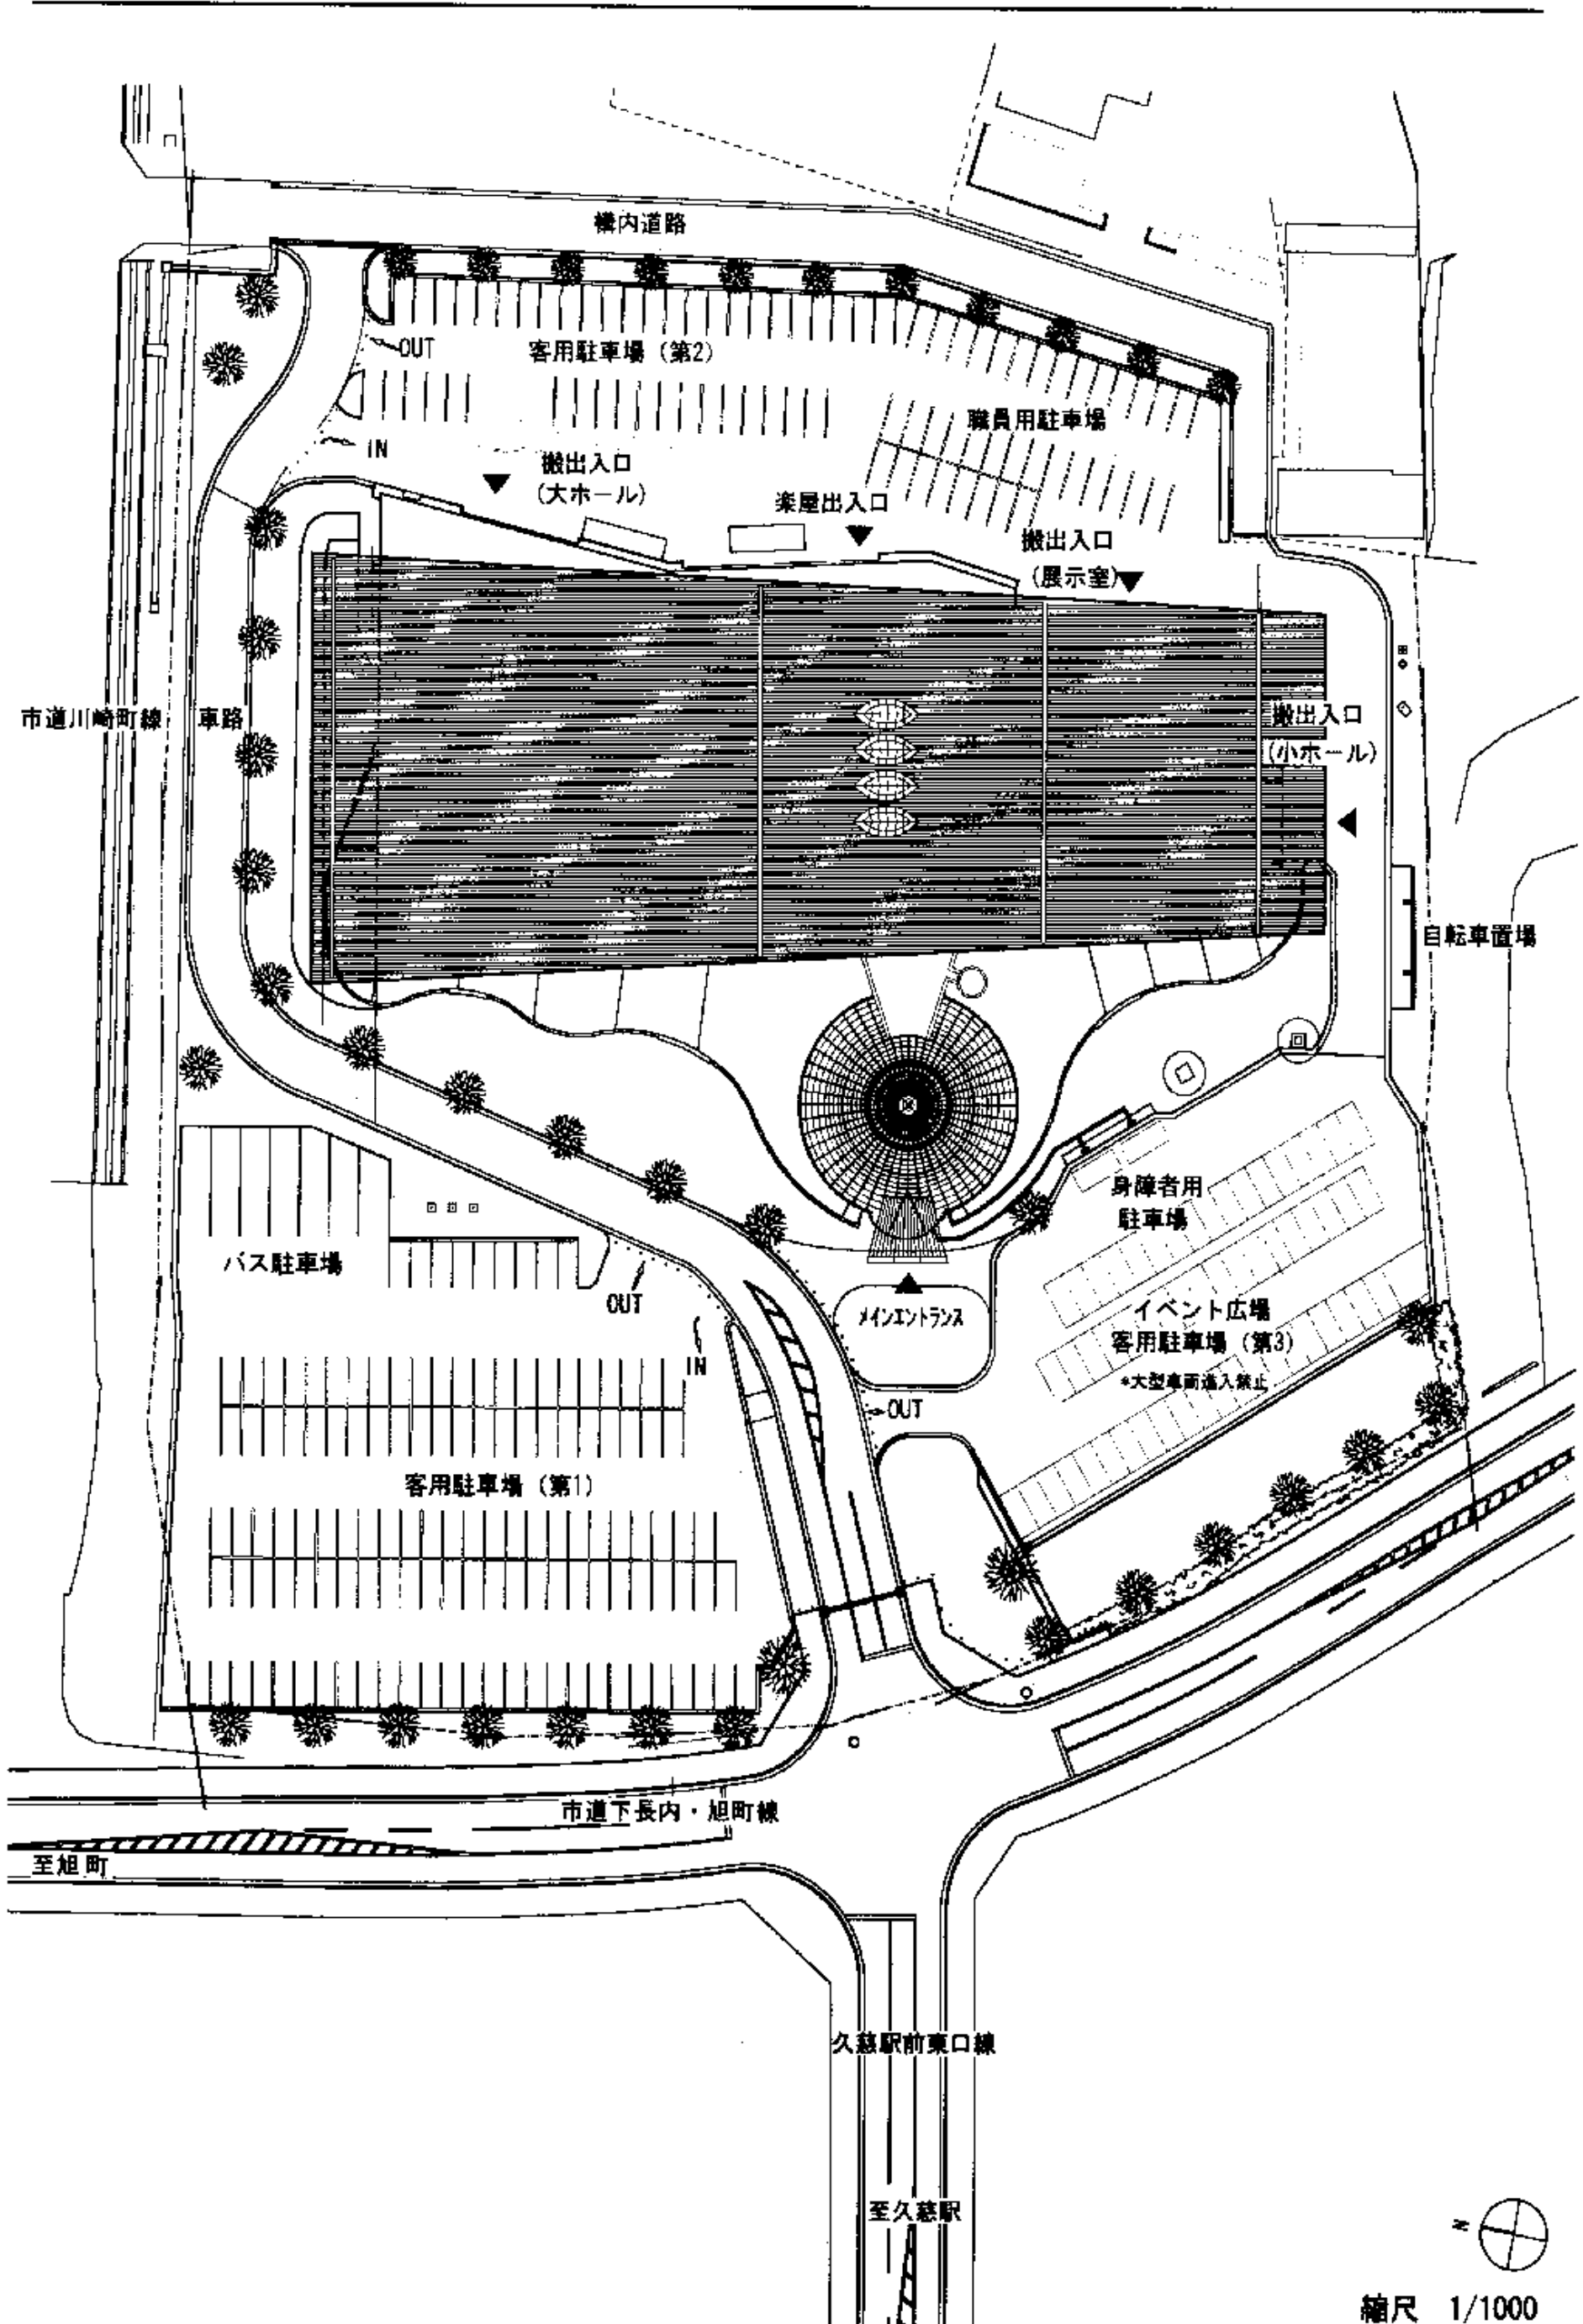 構内道路
OUT
客用駐車場（第2）
職員用駐車場
IN
搬出入口
（大ホール）
楽屋出入口
搬出入口
（展示室）
市道川崎町線
車路
搬出入口
（小ホール）
自転車置場
身障者用
駐車場
バス駐車場
OUT
メインエントランス
イベント広場
客用駐車場（第3）
*大型車両進入禁止
IN
OUT
客用駐車場（第1）
市道下長内・旭町線
至旭町
久慈駅前東口線
至久慈駅
N
縮尺 1/1000